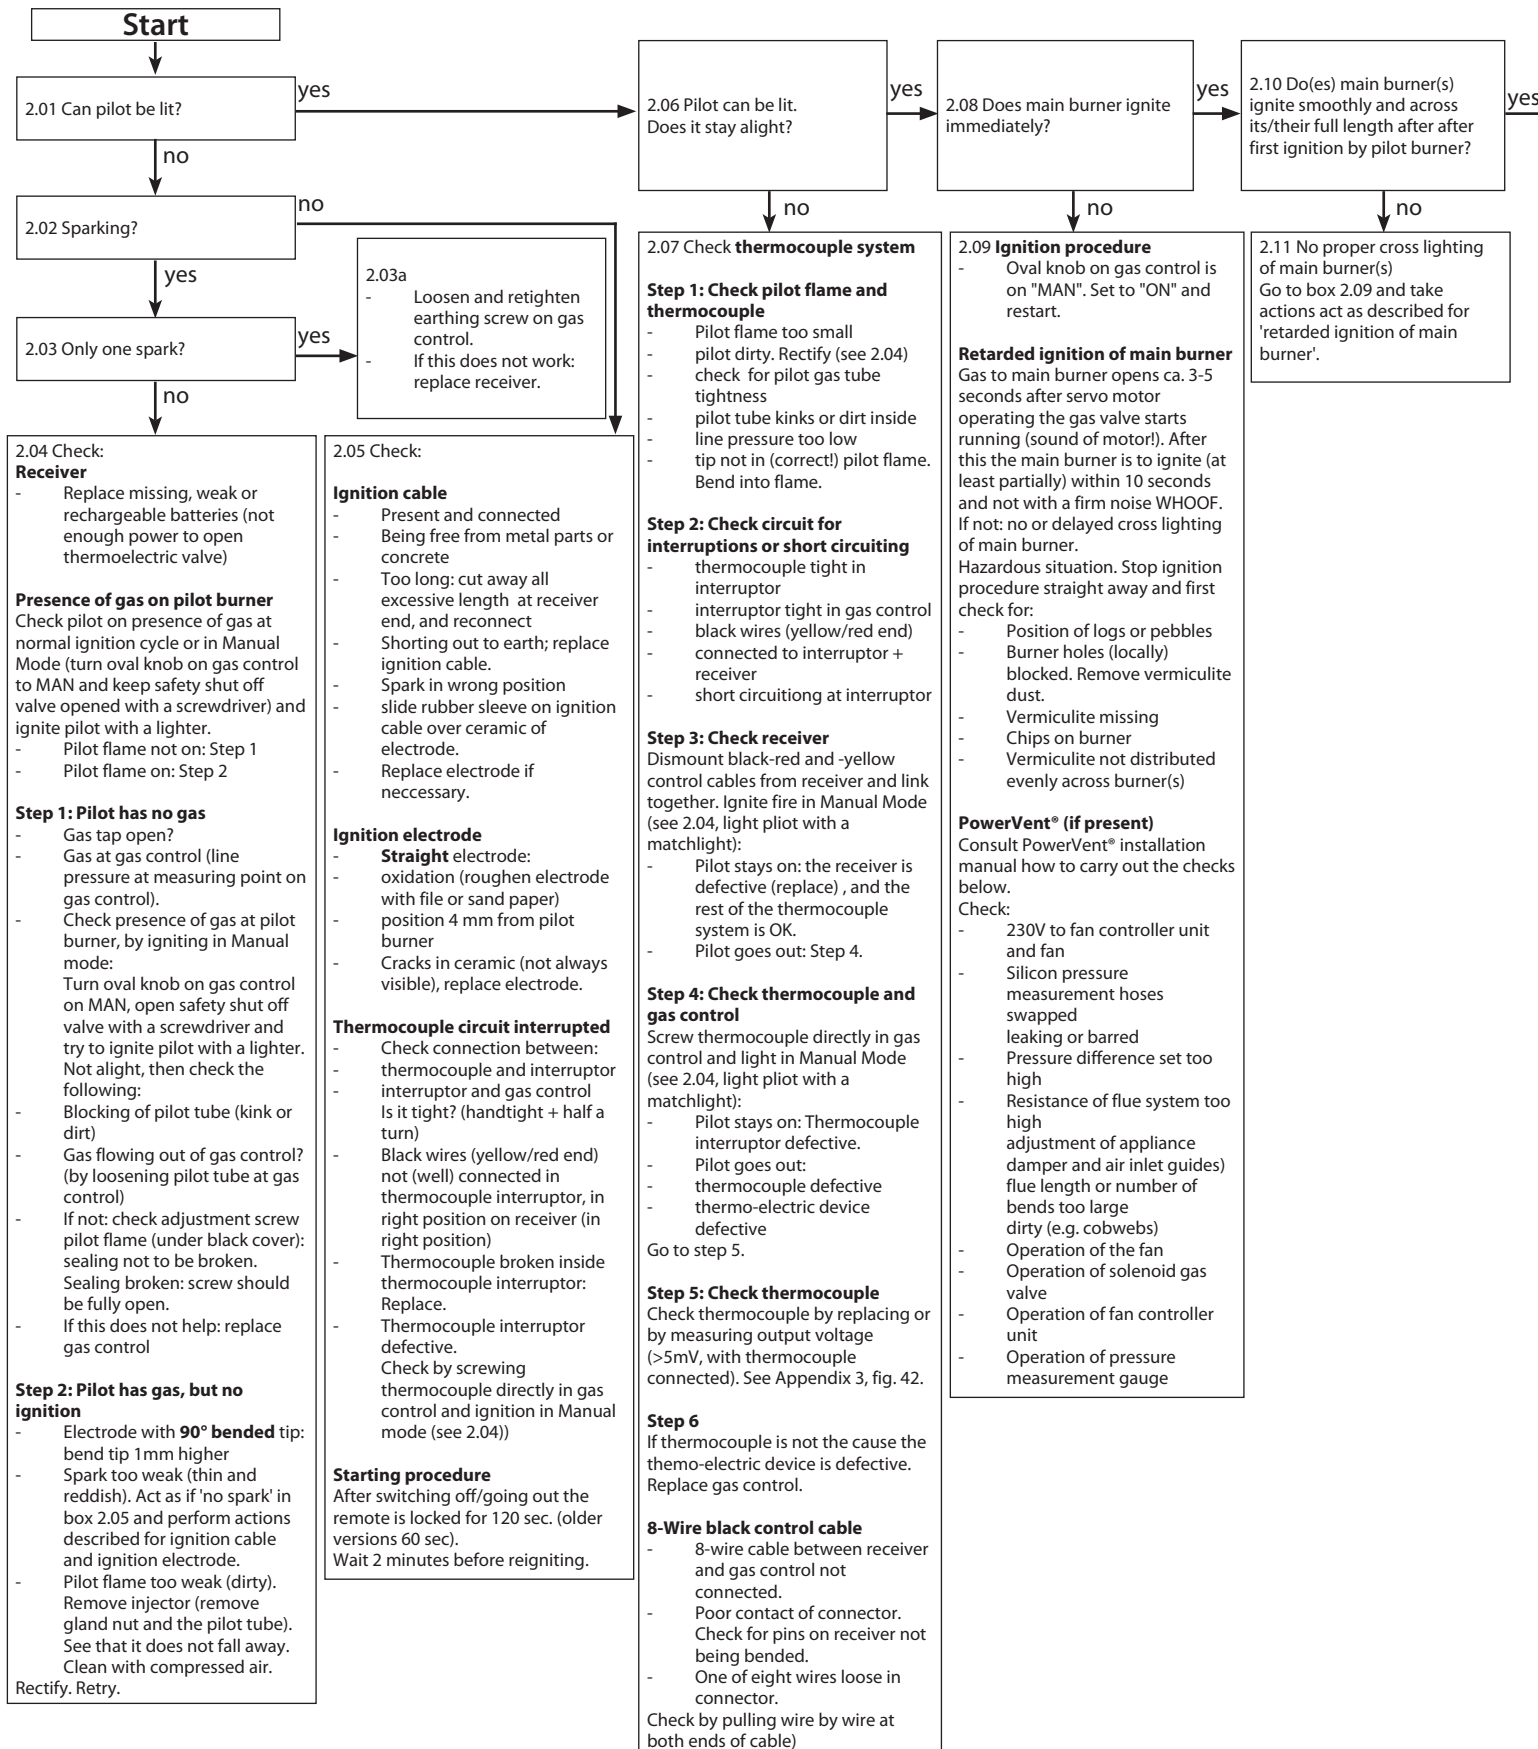 Start
2.01 Can pilot be lit?
yes
no
2.02 Sparking?
no
yes
2.03 Only one spark?
yes
no
2.03a
- Loosen and retighten
earthing screw on gas
control.
- If this does not work:
replace receiver.
2.04 Check:
Receiver
- Replace missing, weak or
rechargeable batteries (not
enough power to open
thermoelectric valve)
Presence of gas on pilot burner
Check pilot on presence of gas at
normal ignition cycle or in Manual
Mode (turn oval knob on gas control
to MAN and keep safety shut off
valve opened with a screwdriver) and
ignite pilot with a lighter.
- Pilot flame not on: Step 1
- Pilot flame on: Step 2
Step 1: Pilot has no gas
- Gas tap open?
- Gas at gas control (line
pressure at measuring point on
gas control).
- Check presence of gas at pilot
burner, by igniting in Manual
mode:
Turn oval knob on gas control
on MAN, open safety shut off
valve with a screwdriver and
try to ignite pilot with a lighter.
Not alight, then check the
following:
- Blocking of pilot tube (kink or
dirt)
- Gas flowing out of gas control?
(by loosening pilot tube at gas
control)
- If not: check adjustment screw
pilot flame (under black cover):
sealing not to be broken.
Sealing broken: screw should
be fully open.
- If this does not help: replace
gas control
Step 2: Pilot has gas, but no
ignition
- Electrode with 90° bended tip:
bend tip 1mm higher
- Spark too weak (thin and
reddish). Act as if 'no spark' in
box 2.05 and perform actions
described for ignition cable
and ignition electrode.
- Pilot flame too weak (dirty).
Remove injector (remove
gland nut and the pilot tube).
See that it does not fall away.
Clean with compressed air.
Rectify. Retry.
2.05 Check:
Ignition cable
- Present and connected
- Being free from metal parts or
concrete
- Too long: cut away all
excessive length at receiver
end, and reconnect
- Shorting out to earth; replace
ignition cable.
- Spark in wrong position
- slide rubber sleeve on ignition
cable over ceramic of
electrode.
- Replace electrode if
neccessary.
Ignition electrode
- Straight electrode:
- oxidation (roughen electrode
with file or sand paper)
- position 4 mm from pilot
burner
- Cracks in ceramic (not always
visible), replace electrode.
Thermocouple circuit interrupted
- Check connection between:
- thermocouple and interruptor
- interruptor and gas control
Is it tight? (handtight + half a
turn)
- Black wires (yellow/red end)
not (well) connected in
thermocouple interruptor, in
right position on receiver (in
right position)
- Thermocouple broken inside
thermocouple interruptor:
Replace.
- Thermocouple interruptor
defective.
Check by screwing
thermocouple directly in gas
control and ignition in Manual
mode (see 2.04))
Starting procedure
After switching off/going out the
remote is locked for 120 sec. (older
versions 60 sec).
Wait 2 minutes before reigniting.
2.06 Pilot can be lit.
Does it stay alight?
yes
no
2.07 Check thermocouple system
Step 1: Check pilot flame and
thermocouple
- Pilot flame too small
- pilot dirty. Rectify (see 2.04)
- check for pilot gas tube
tightness
- pilot tube kinks or dirt inside
- line pressure too low
- tip not in (correct!) pilot flame.
Bend into flame.
Step 2: Check circuit for
interruptions or short circuiting
- thermocouple tight in
interruptor
- interruptor tight in gas control
- black wires (yellow/red end)
- connected to interruptor +
receiver
- short circuitiong at interruptor
Step 3: Check receiver
Dismount black-red and -yellow
control cables from receiver and link
together. Ignite fire in Manual Mode
(see 2.04, light pliot with a
matchlight):
- Pilot stays on: the receiver is
defective (replace) , and the
rest of the thermocouple
system is OK.
- Pilot goes out: Step 4.
Step 4: Check thermocouple and
gas control
Screw thermocouple directly in gas
control and light in Manual Mode
(see 2.04, light pliot with a
matchlight):
- Pilot stays on: Thermocouple
interruptor defective.
- Pilot goes out:
- thermocouple defective
- thermo-electric device
defective
Go to step 5.
Step 5: Check thermocouple
Check thermocouple by replacing or
by measuring output voltage
(>5mV, with thermocouple
connected). See Appendix 3, fig. 42.
Step 6
If thermocouple is not the cause the
themo-electric device is defective.
Replace gas control.
8-Wire black control cable
- 8-wire cable between receiver
and gas control not
connected.
- Poor contact of connector.
Check for pins on receiver not
being bended.
- One of eight wires loose in
connector.
Check by pulling wire by wire at
both ends of cable)
2.08 Does main burner ignite
immediately?
yes
no
2.09 Ignition procedure
- Oval knob on gas control is
on "MAN". Set to "ON" and
restart.
Retarded ignition of main burner
Gas to main burner opens ca. 3-5
seconds after servo motor
operating the gas valve starts
running (sound of motor!). After
this the main burner is to ignite (at
least partially) within 10 seconds
and not with a firm noise WHOOF.
If not: no or delayed cross lighting
of main burner.
Hazardous situation. Stop ignition
procedure straight away and first
check for:
- Position of logs or pebbles
- Burner holes (locally)
blocked. Remove vermiculite
dust.
- Vermiculite missing
- Chips on burner
- Vermiculite not distributed
evenly across burner(s)
PowerVent® (if present)
Consult PowerVent® installation
manual how to carry out the checks
below.
Check:
- 230V to fan controller unit
and fan
- Silicon pressure
measurement hoses
swapped
leaking or barred
- Pressure difference set too
high
- Resistance of flue system too
high
adjustment of appliance
damper and air inlet guides)
flue length or number of
bends too large
dirty (e.g. cobwebs)
- Operation of the fan
- Operation of solenoid gas
valve
- Operation of fan controller
unit
- Operation of pressure
measurement gauge
2.10 Do(es) main burner(s)
ignite smoothly and across
its/their full length after after
first ignition by pilot burner?
yes
no
2.11 No proper cross lighting
of main burner(s)
Go to box 2.09 and take
actions act as described for
'retarded ignition of main
burner'.